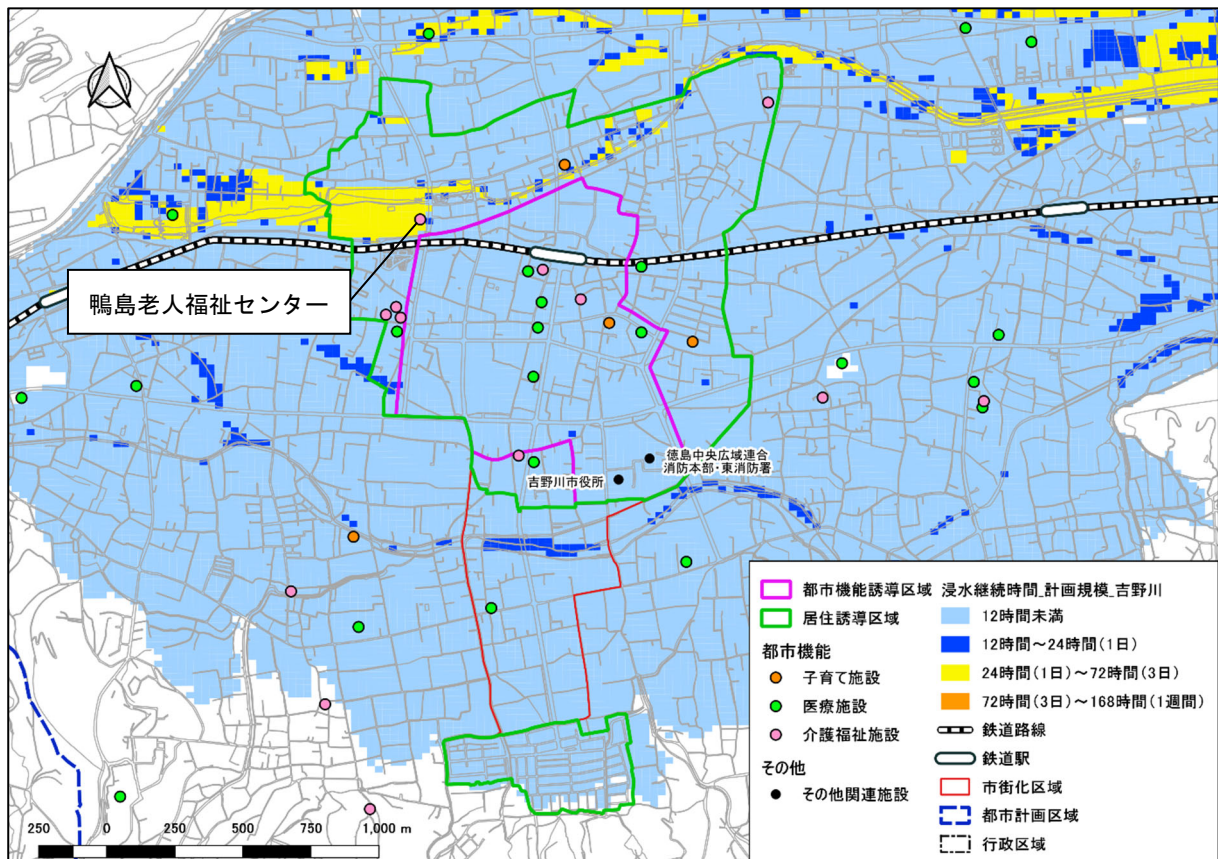 鴨島老人福祉センター
徳島中央広域連合
消防本部・東消防署
吉野川市役所
都市機能誘導区域
居住誘導区域
都市機能
子育て施設
医療施設
介護福祉施設
その他
その他関連施設
浸水継続時間_計画規模_吉野川
12時間未満
12時間～24時間(1日)
24時間(1日)～72時間(3日)
72時間(3日)～168時間(1週間)
鉄道路線
鉄道駅
市街化区域
都市計画区域
行政区域
250 0 250 500 750 1,000 m